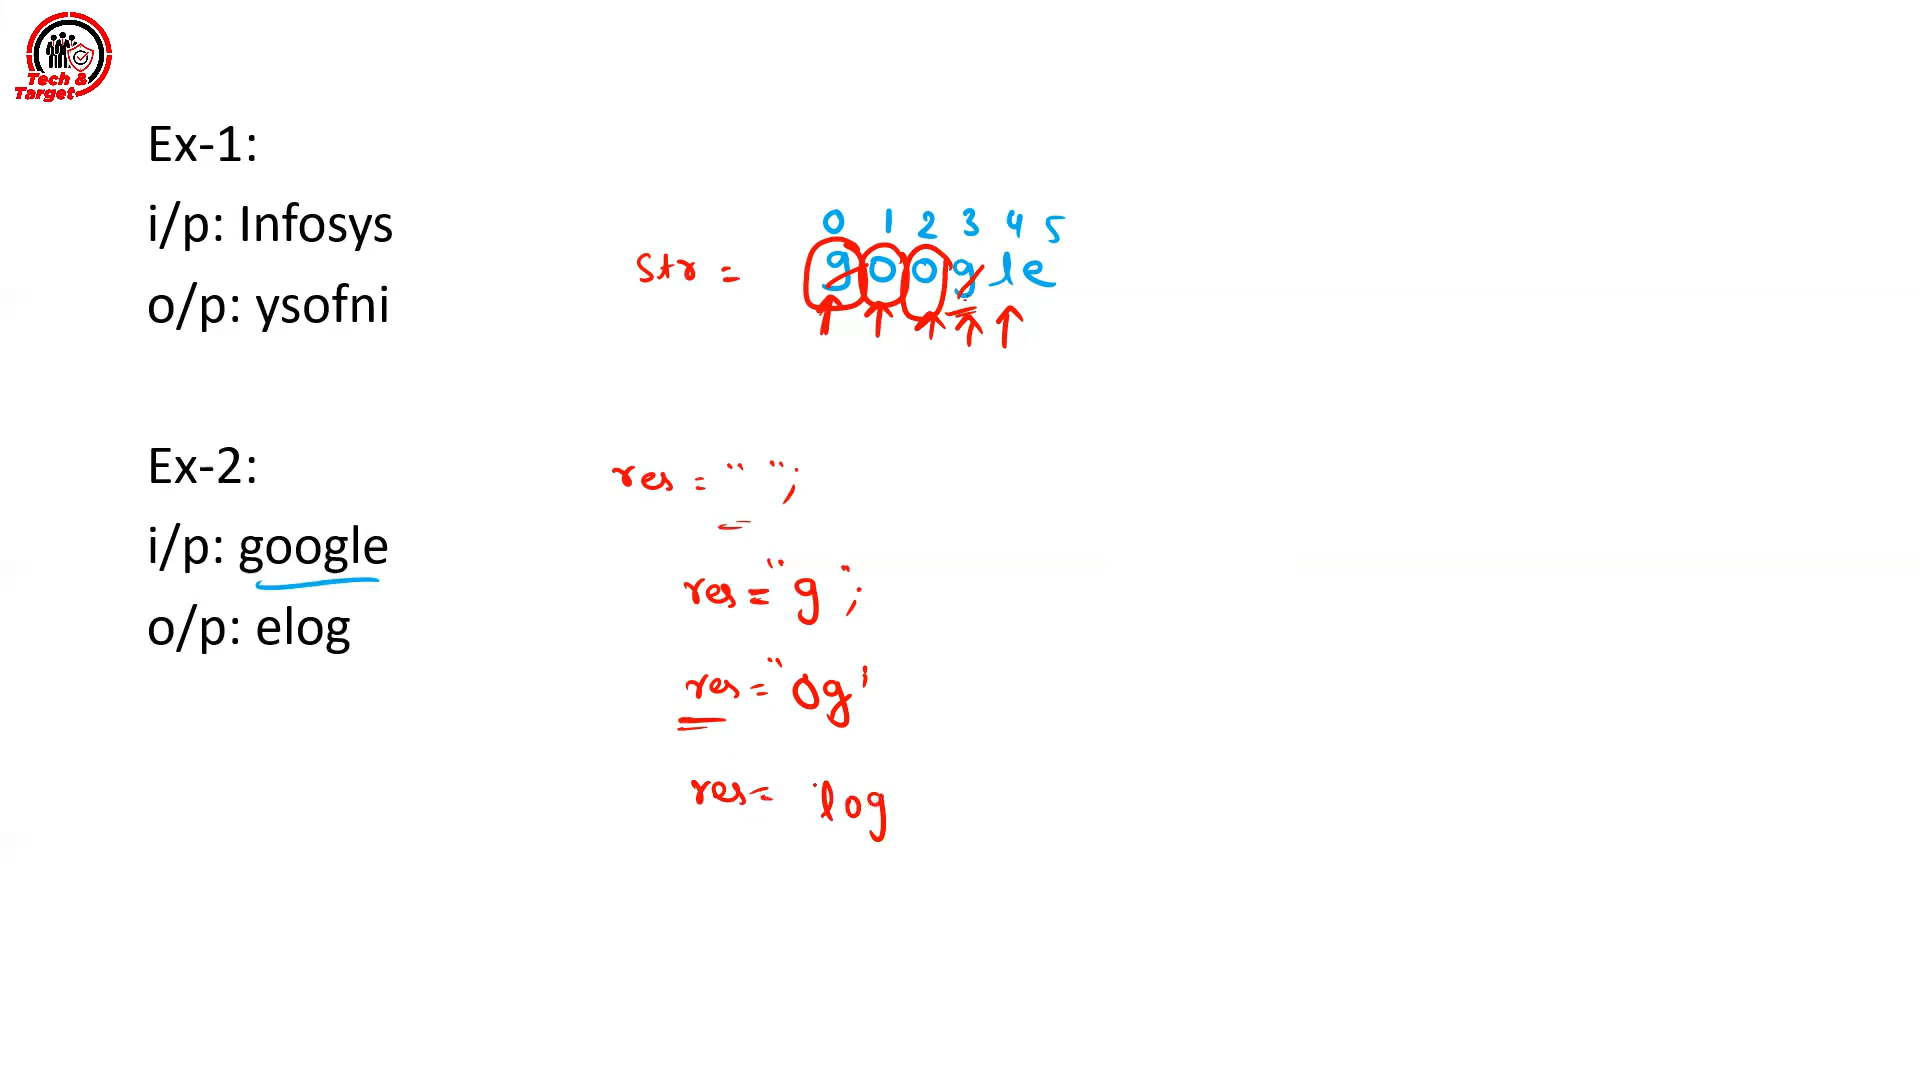 Tech &
Target
Ex-1:
i/p: Infosys
o/p: ysofni
0 1 2 3 4 5
str = google
Ex-2:
i/p: google
o/p: elog
res = " ";
res = "g";
res = "og'
res = log